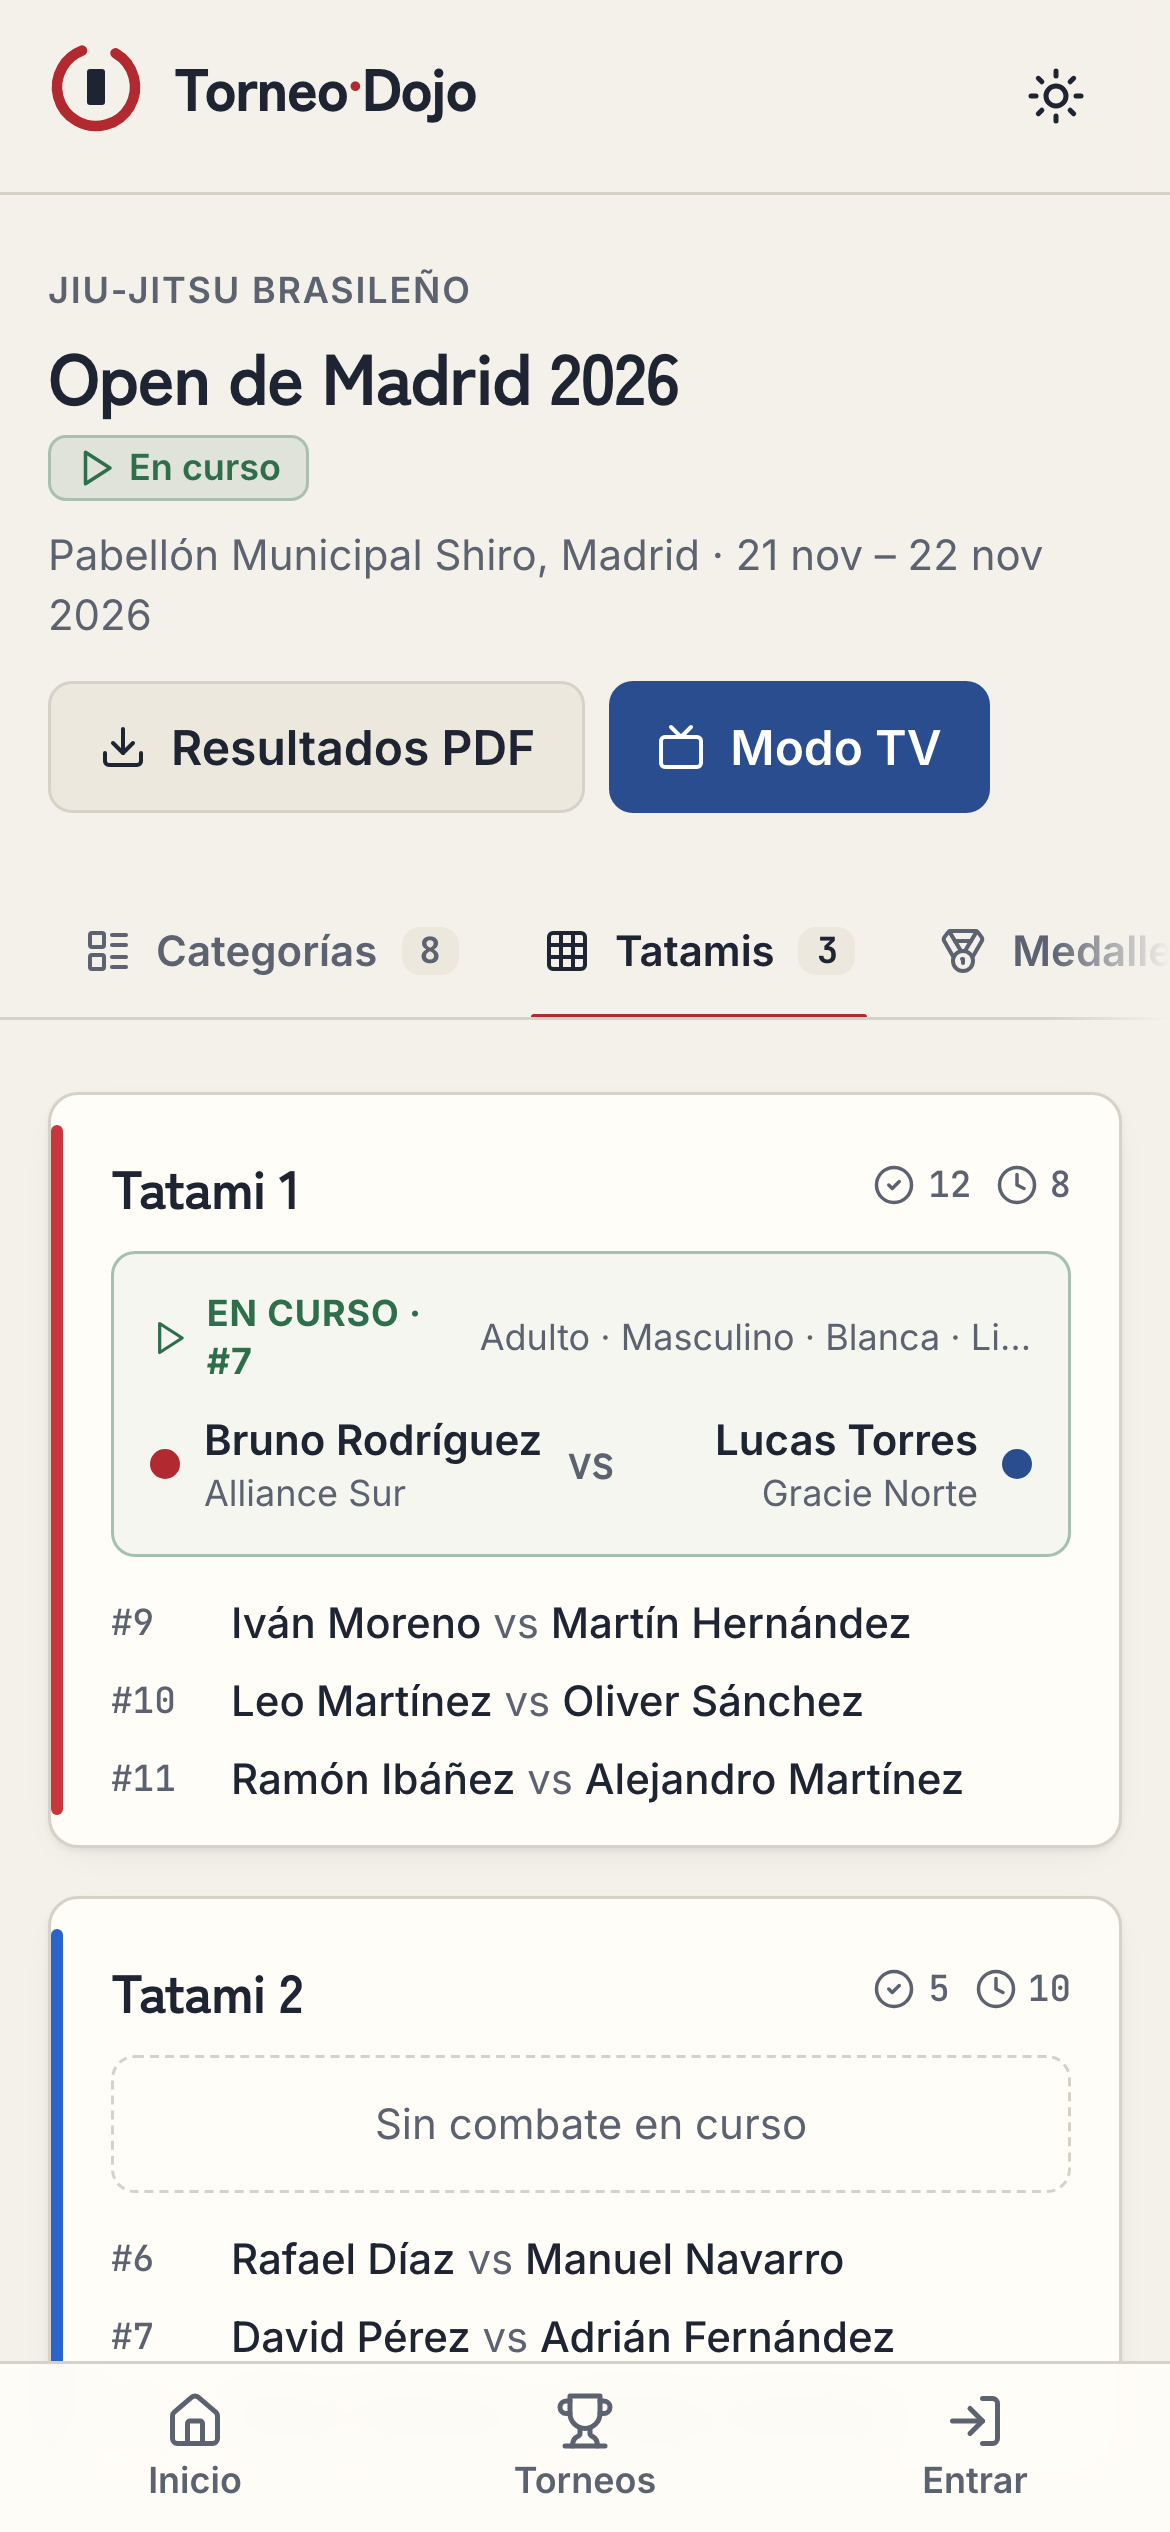 Torneo·Dojo
JIU-JITSU BRASILEÑO
Open de Madrid 2026
En curso
Pabellón Municipal Shiro, Madrid · 21 nov – 22 nov
2026
Resultados PDF
Modo TV
Categorías 8
Tatamis 3
Medalle
Tatami 1
12 8
EN CURSO ·
#7
Adulto · Masculino · Blanca · Li...
Bruno Rodríguez
Alliance Sur
VS
Lucas Torres
Gracie Norte
#9 Iván Moreno vs Martín Hernández
#10 Leo Martínez vs Oliver Sánchez
#11 Ramón Ibáñez vs Alejandro Martínez
Tatami 2
5 10
Sin combate en curso
#6 Rafael Díaz vs Manuel Navarro
#7 David Pérez vs Adrián Fernández
Inicio
Torneos
Entrar